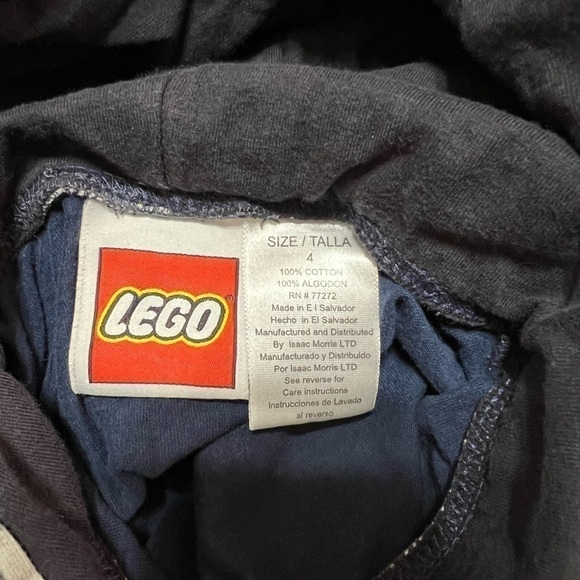 LEGO
SIZE / TALLA
4
100% COTTON
100% ALGODON
RN # 77272
Made in E l Salvador
Hecho in El Salvador
Manufactured and Distributed
By Isaac Morris LTD
Manufacturado y Distribuldo
Por Isaac Morris LTD
See reverse for
Care instructions
Instrucciones de Lavado
al reverso